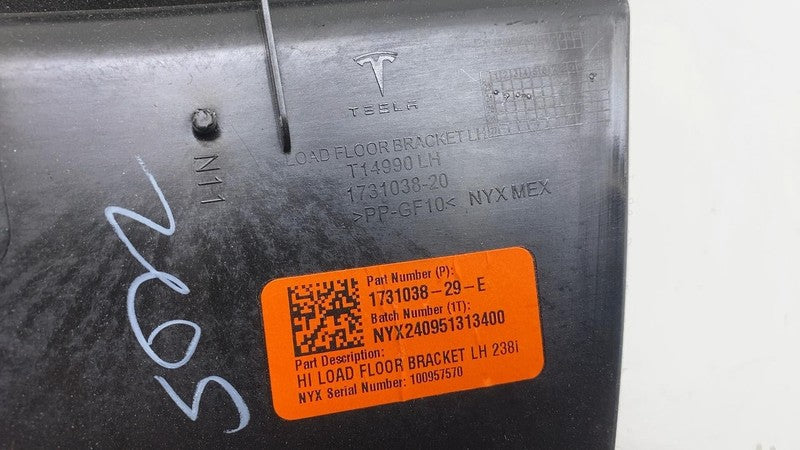 TESLA
LOAD FLOOR BRACKET LH
T14990 LH
1731038-20
>PP-GF10< NYX MEX
N11
Part Number (P):
1731038-29-E
Batch Number (1T):
NYX240951313400
Part Description:
HI LOAD FLOOR BRACKET LH 238i
NYX Serial Number: 100957570